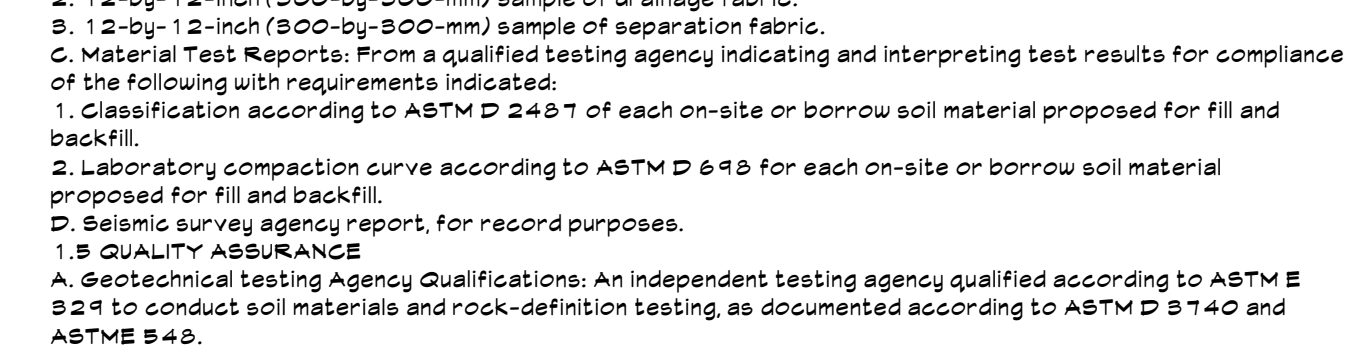 2. 12-by-12-inch (300-by-300-mm) sample of drainage fabric.
3. 12-by-12-inch (300-by-300-mm) sample of separation fabric.
C. Material Test Reports: From a qualified testing agency indicating and interpreting test results for compliance
of the following with requirements indicated:
1. Classification according to ASTM D 2487 of each on-site or borrow soil material proposed for fill and
backfill.
2. Laboratory compaction curve according to ASTM D 698 for each on-site or borrow soil material
proposed for fill and backfill.
D. Seismic survey agency report, for record purposes.
1.5 QUALITY ASSURANCE
A. Geotechnical testing Agency Qualifications: An independent testing agency qualified according to ASTM E
329 to conduct soil materials and rock-definition testing, as documented according to ASTM D 3740 and
ASTME 548.